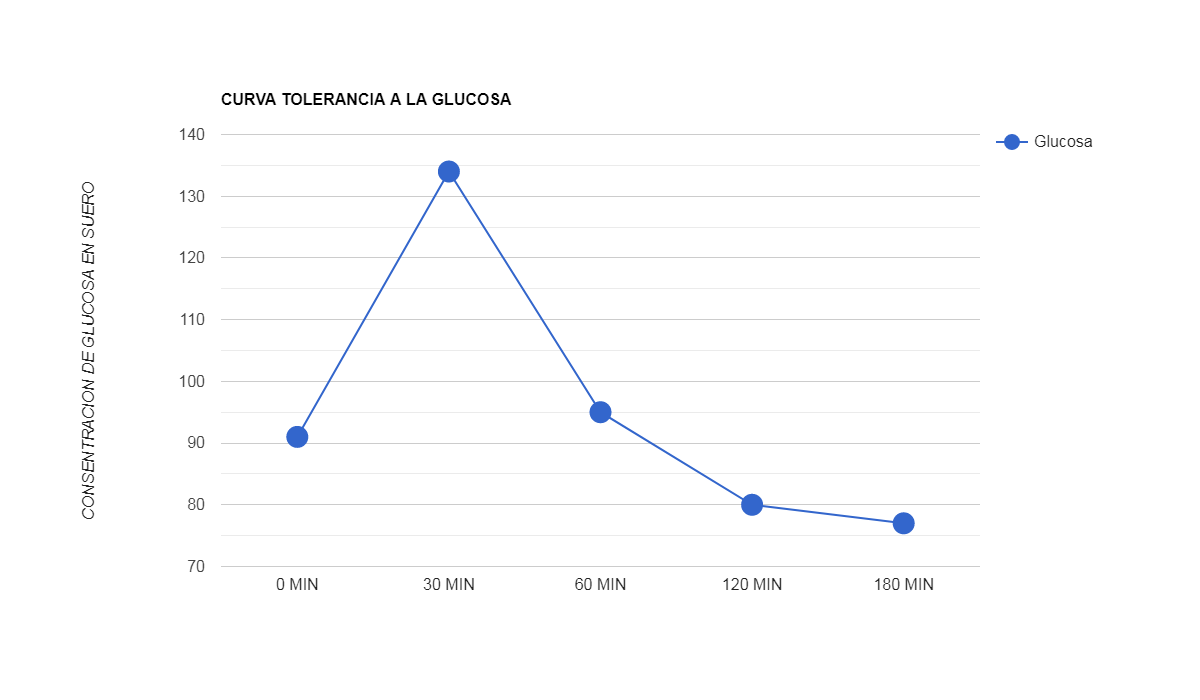 CURVA TOLERANCIA A LA GLUCOSA
Glucosa
CONSENTRACION DE GLUCOSA EN SUERO
140
130
120
110
100
90
80
70
0 MIN 30 MIN 60 MIN 120 MIN 180 MIN